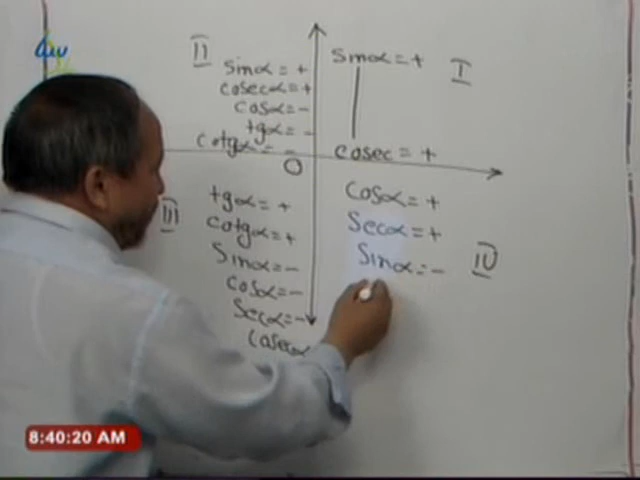 II
sinα = +
cosecα = +
cosα = -
tgα = -
cotgα = -
I
sinα = +
cosec = +
O
III
tgα = +
cotgα = +
Sinα = -
cosα = -
Secα = -
Cosecα
IV
Cosα = +
Secα = +
Sinα = -
8:40:20 AM